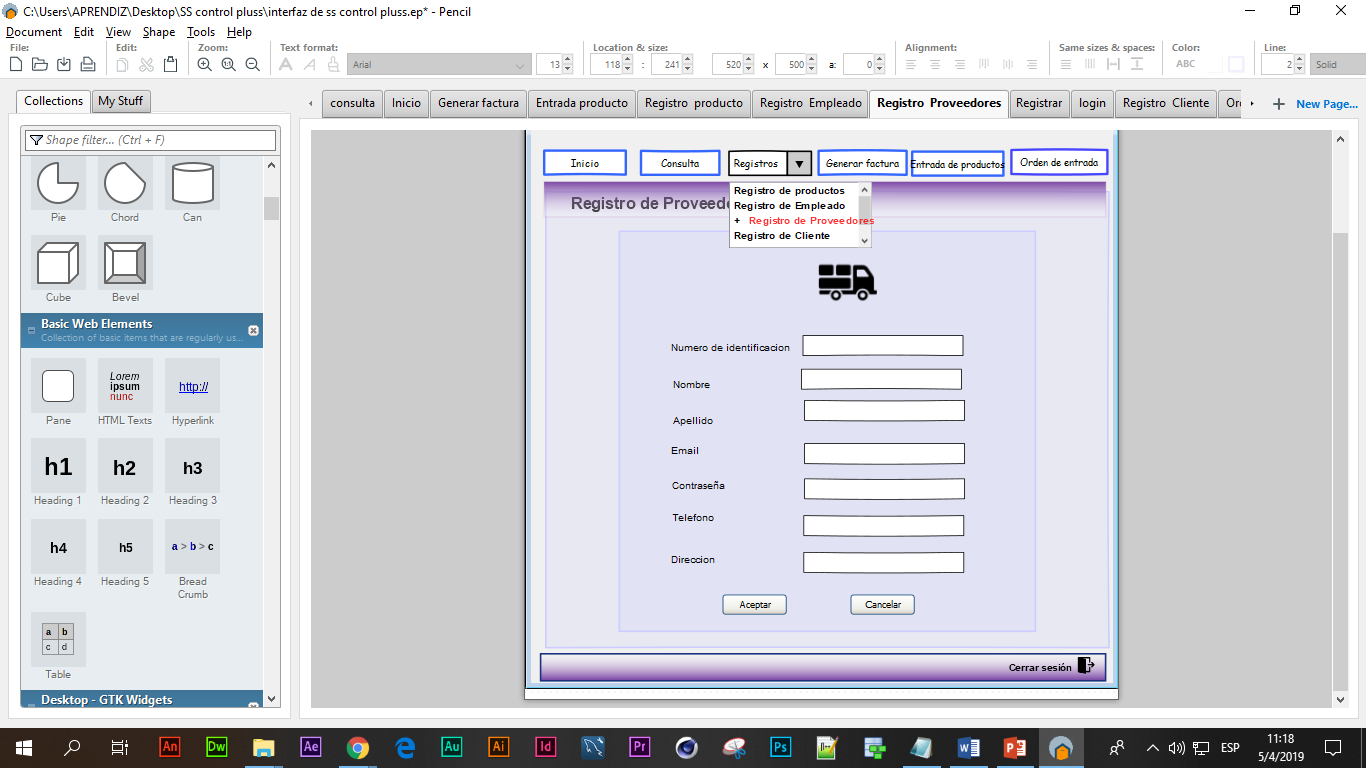 C:\Users\APRENDIZ\Desktop\SS control pluss\interfaz de ss control pluss.ep* - Pencil
Document Edit View Shape Tools Help
File: Edit: Zoom: Text format: Location & size: Alignment: Same sizes & spaces: Color: Line:
Arial 13 118 : 241 520 x 500 a: 0 ABC 2 Solid
Collections My Stuff
consulta Inicio Generar factura Entrada producto Registro producto Registro Empleado Registro Proveedores Registrar login Registro Cliente New Page...
Shape filter... (Ctrl + F)
Pie Chord Can
Cube Bevel
Basic Web Elements
Collection of basic items that are regularly us...
Lorem
ipsum
nunc
http://
Pane HTML Texts Hyperlink
h1 h2 h3
Heading 1 Heading 2 Heading 3
h4 h5 a > b > c
Heading 4 Heading 5 Bread
Crumb
a b
c d
Table
Desktop - GTK Widgets
Inicio Consulta Registros Generar factura Entrada de productos Orden de entrada
Registro de Proveedo
Registro de productos
Registro de Empleado
+ Registro de Proveedores
Registro de Cliente
Numero de identificacion
Nombre
Apellido
Email
Contraseña
Telefono
Direccion
Aceptar Cancelar
Cerrar sesión
An Dw Ae Au Ai Id Pr Ps
ESP
11:18
5/4/2019